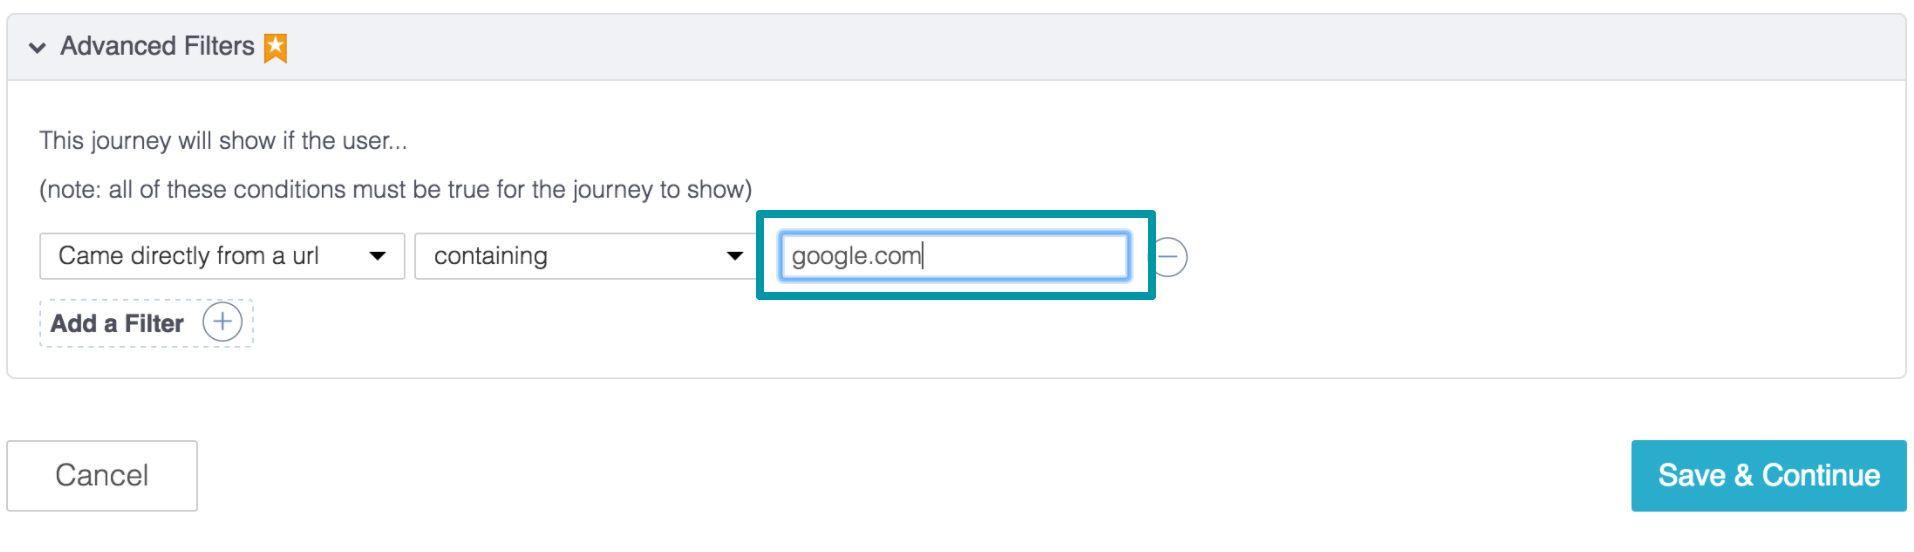 Advanced Filters
This journey will show if the user...
(note: all of these conditions must be true for the journey to show)
Came directly from a url containing google.com
Add a Filter
Cancel Save & Continue